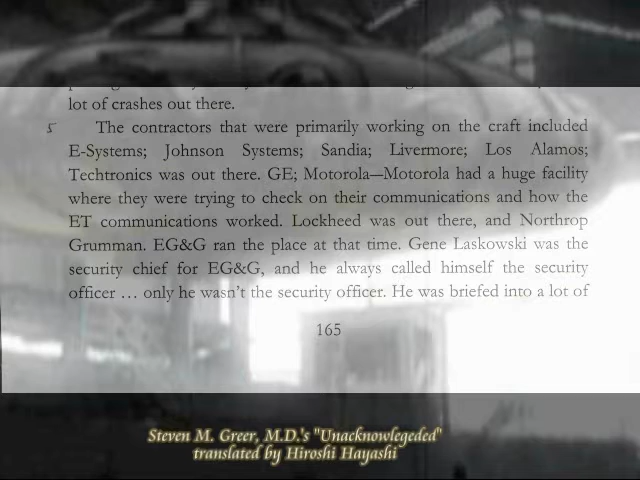 lot of crashes out there.
5 The contractors that were primarily working on the craft included
E-Systems; Johnson Systems; Sandia; Livermore; Los Alamos;
Techtronics was out there. GE; Motorola—Motorola had a huge facility
where they were trying to check on their communications and how the
ET communications worked. Lockheed was out there, and Northrop
Grumman. EG&G ran the place at that time. Gene Laskowski was the
security chief for EG&G, and he always called himself the security
officer … only he wasn't the security officer. He was briefed into a lot of
165
Steven M. Greer, M.D.'s "Unacknowlegeded"
translated by Hiroshi Hayashi